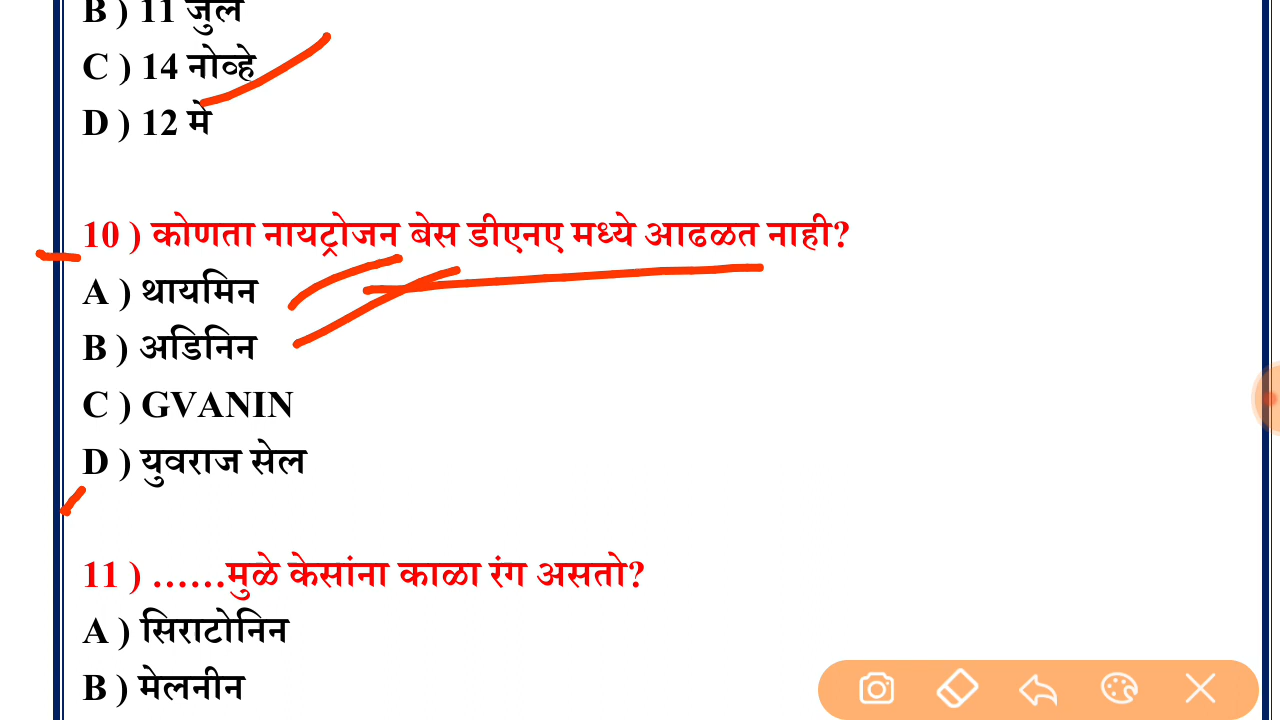 B ) 11 जुलै
C ) 14 नोव्हे
D ) 12 मे
10 ) कोणता नायट्रोजन बेस डीएनए मध्ये आढळत नाही?
A ) थायमिन
B ) अडिनिन
C ) GVANIN
D ) युवराज सेल
11 ) ……मुळे केसांना काळा रंग असतो?
A ) सिराटोनिन
B ) मेलनीन